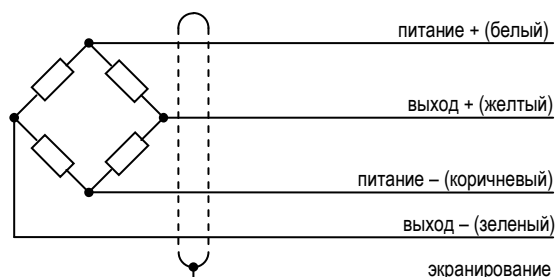 питание + (белый)
выход + (желтый)
питание – (коричневый)
выход – (зеленый)
экранирование